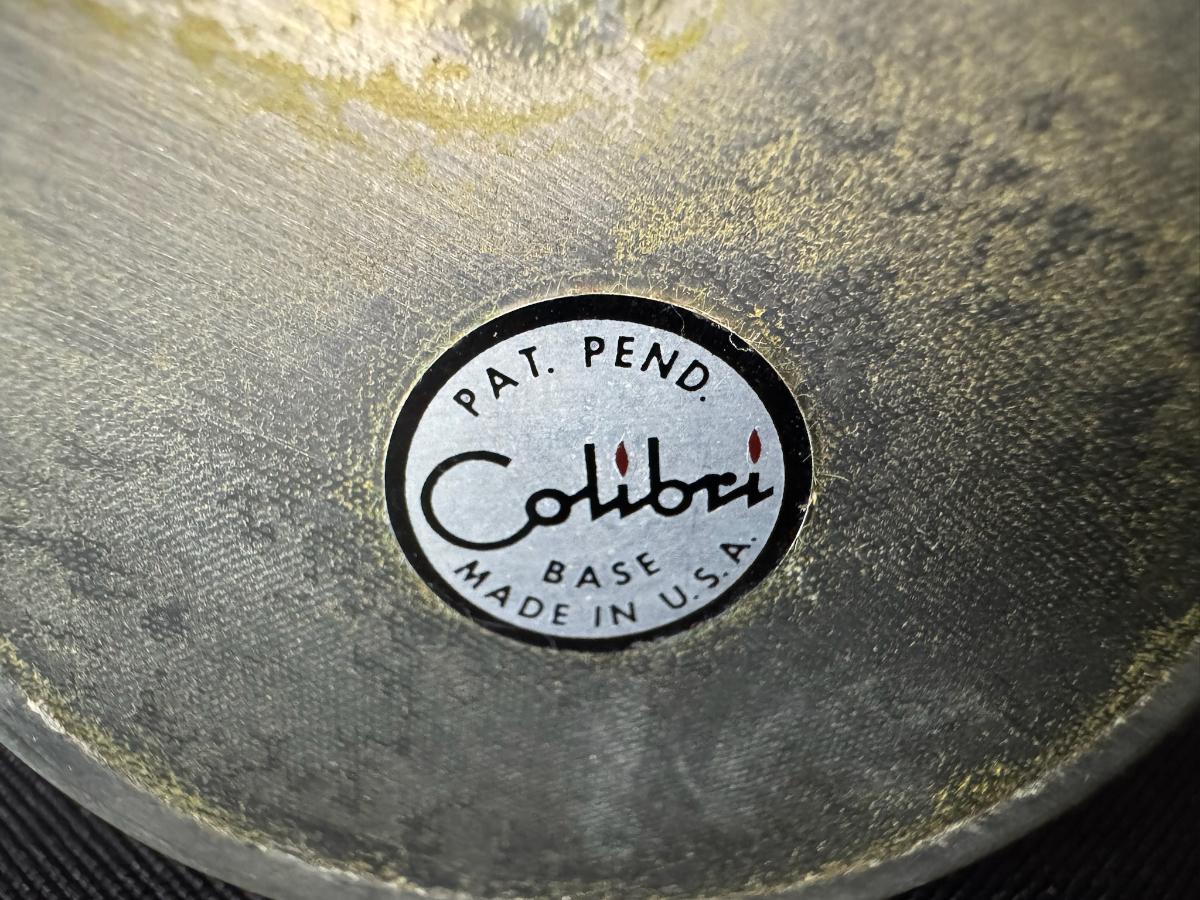 PAT. PEND.
Colibri
BASE
MADE IN U.S.A.